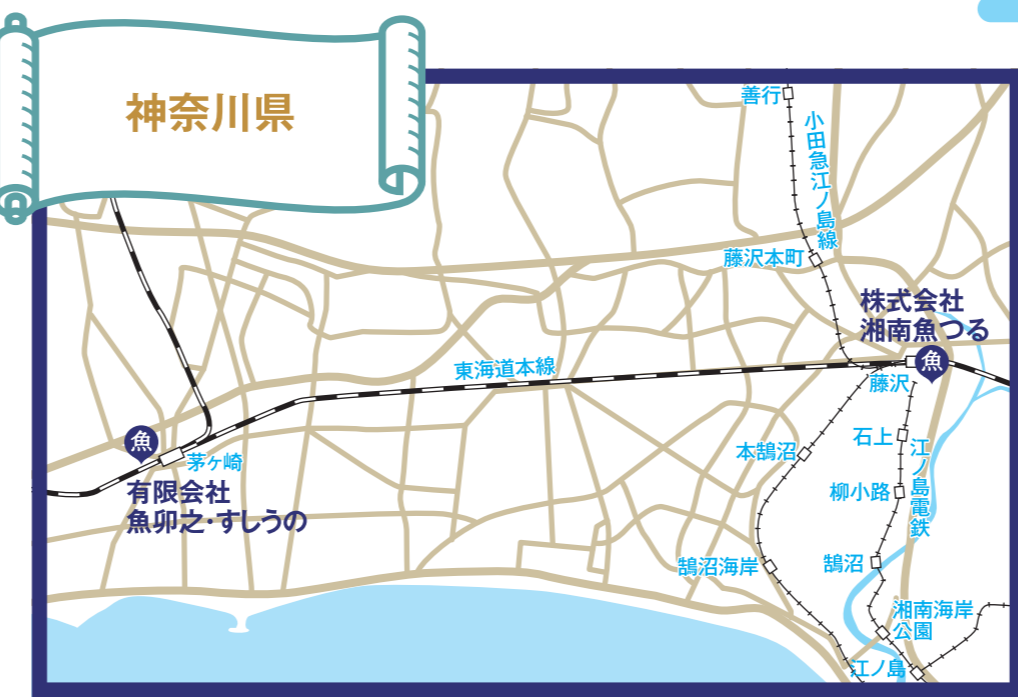 神奈川県
善行
小田急江ノ島線
藤沢本町
株式会社
湘南魚つる
魚
東海道本線
藤沢
魚
茅ヶ崎
有限会社
魚卯之・すしうの
石上
本鵠沼
江ノ島電鉄
柳小路
鵠沼海岸
鵠沼
湘南海岸
公園
江ノ島